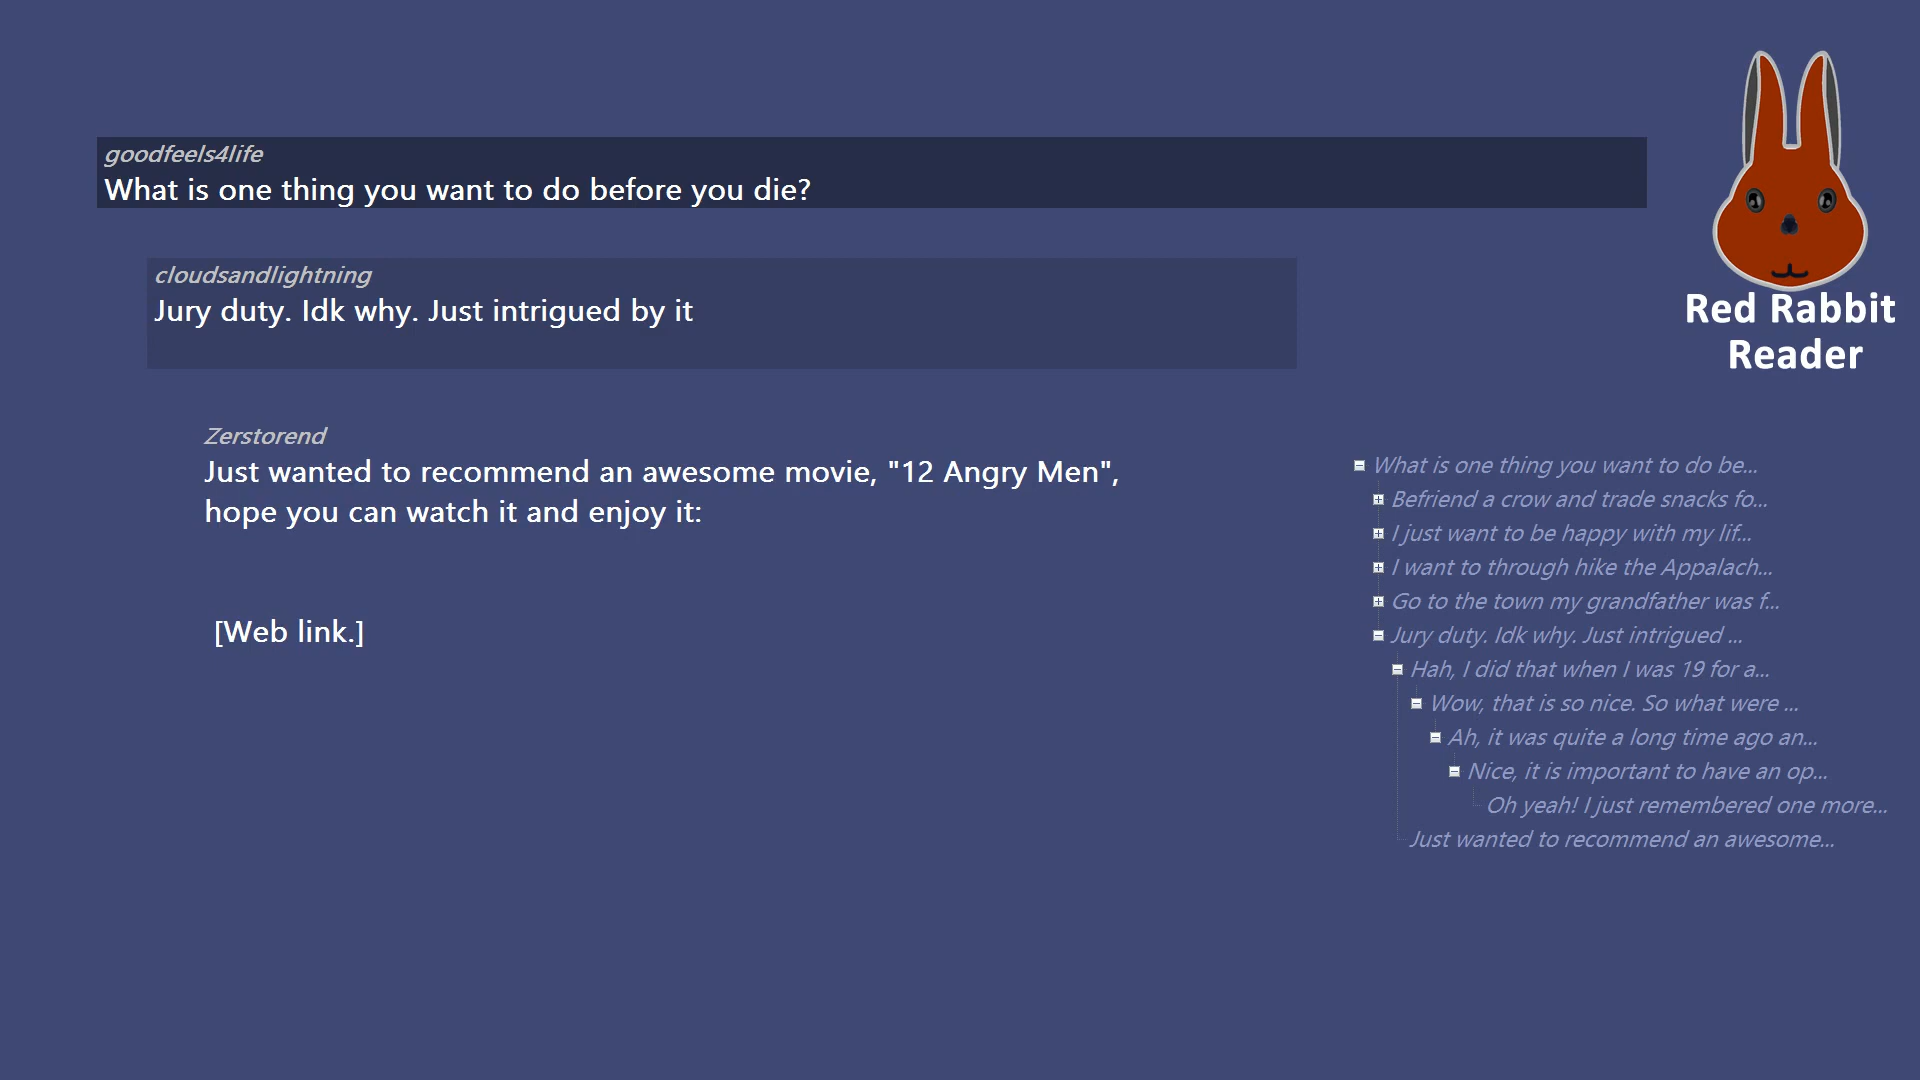 goodfeels4life
What is one thing you want to do before you die?
cloudsandlightning
Jury duty. Idk why. Just intrigued by it
Zerstorend
Just wanted to recommend an awesome movie, "12 Angry Men",
hope you can watch it and enjoy it:
[Web link.]
Red Rabbit
Reader
What is one thing you want to do be...
Befriend a crow and trade snacks fo...
I just want to be happy with my lif...
I want to through hike the Appalach...
Go to the town my grandfather was f...
Jury duty. Idk why. Just intrigued ...
Hah, I did that when I was 19 for a...
Wow, that is so nice. So what were ...
Ah, it was quite a long time ago an...
Nice, it is important to have an op...
Oh yeah! I just remembered one more...
Just wanted to recommend an awesome...